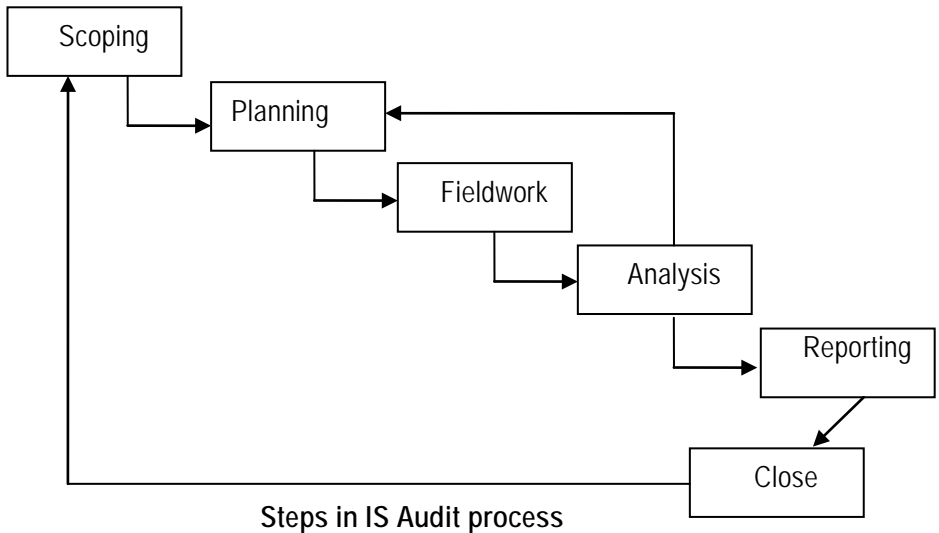 Scoping
Planning
Fieldwork
Analysis
Reporting
Close
Steps in IS Audit process